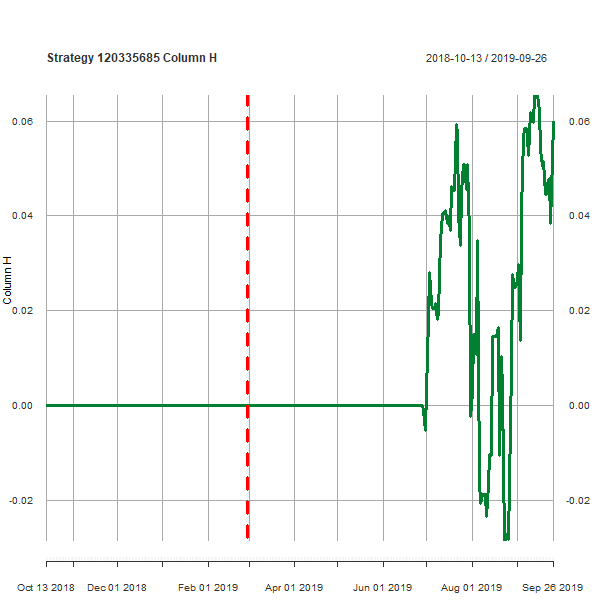 Strategy 120335685 Column H
2018-10-13 / 2019-09-26
0.06
0.06
0.04
0.04
Column H
0.02
0.02
0.00
0.00
-0.02
-0.02
Oct 13 2018
Dec 01 2018
Feb 01 2019
Apr 01 2019
Jun 01 2019
Aug 01 2019
Sep 26 2019